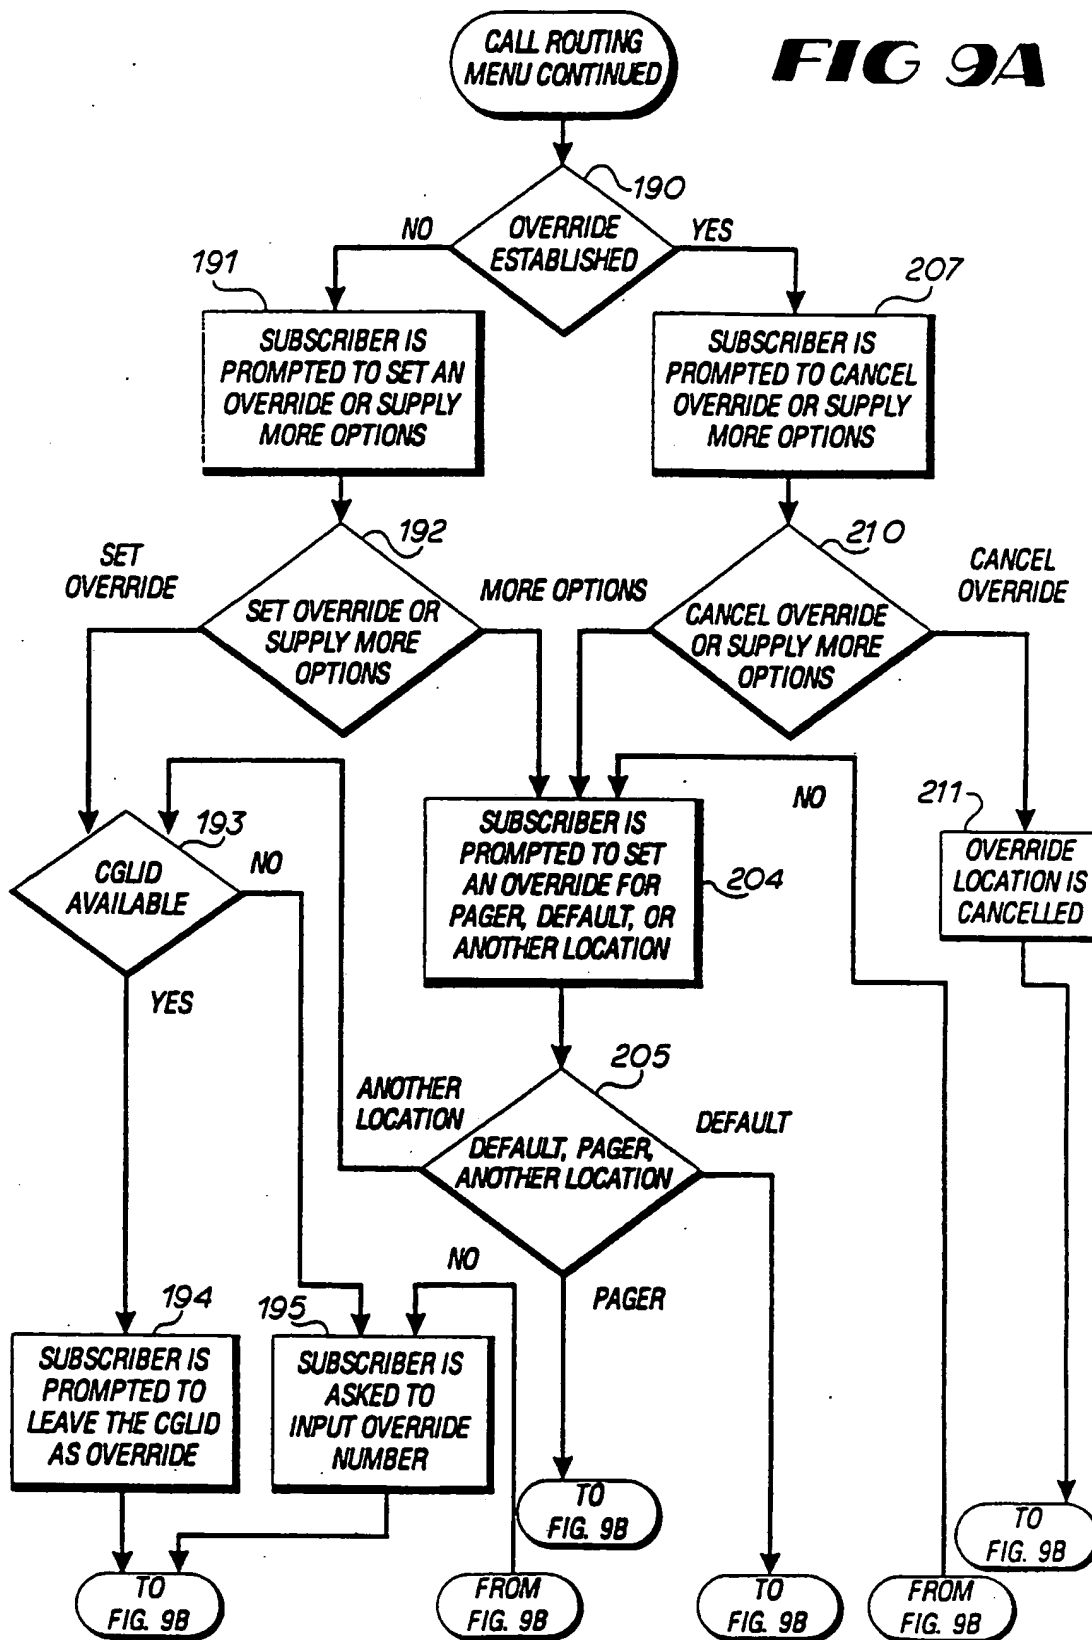 CALL ROUTING
MENU CONTINUED
FIG 9A
190
NO
OVERRIDE
ESTABLISHED
YES
191
SUBSCRIBER IS
PROMPTED TO SET AN
OVERRIDE OR SUPPLY
MORE OPTIONS
207
SUBSCRIBER IS
PROMPTED TO CANCEL
OVERRIDE OR SUPPLY
MORE OPTIONS
192
SET
OVERRIDE
SET OVERRIDE OR
SUPPLY MORE
OPTIONS
MORE OPTIONS
210
CANCEL OVERRIDE
OR SUPPLY MORE
OPTIONS
CANCEL
OVERRIDE
193
CGLID
AVAILABLE
NO
YES
SUBSCRIBER IS
PROMPTED TO SET
AN OVERRIDE FOR
PAGER, DEFAULT, OR
ANOTHER LOCATION
204
NO
211
OVERRIDE
LOCATION IS
CANCELLED
205
ANOTHER
LOCATION
DEFAULT, PAGER,
ANOTHER LOCATION
DEFAULT
PAGER
194
SUBSCRIBER IS
PROMPTED TO
LEAVE THE CGLID
AS OVERRIDE
195
NO
SUBSCRIBER IS
ASKED TO
INPUT OVERRIDE
NUMBER
TO
FIG. 9B
TO
FIG. 9B
TO
FIG. 9B
FROM
FIG. 9B
TO
FIG. 9B
FROM
FIG. 9B